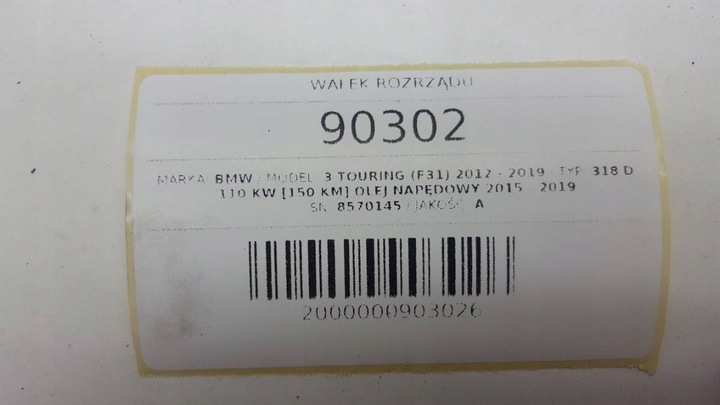 WAŁEK ROZRZĄDU
90302
MARKA: BMW / MODEL: 3 TOURING (F31) 2012 - 2019 / TYP: 318 D
110 KW [150 KM] OLEJ NAPĘDOWY 2015 - 2019
SN: 8570145 / JAKOŚĆ: A
2000000903026